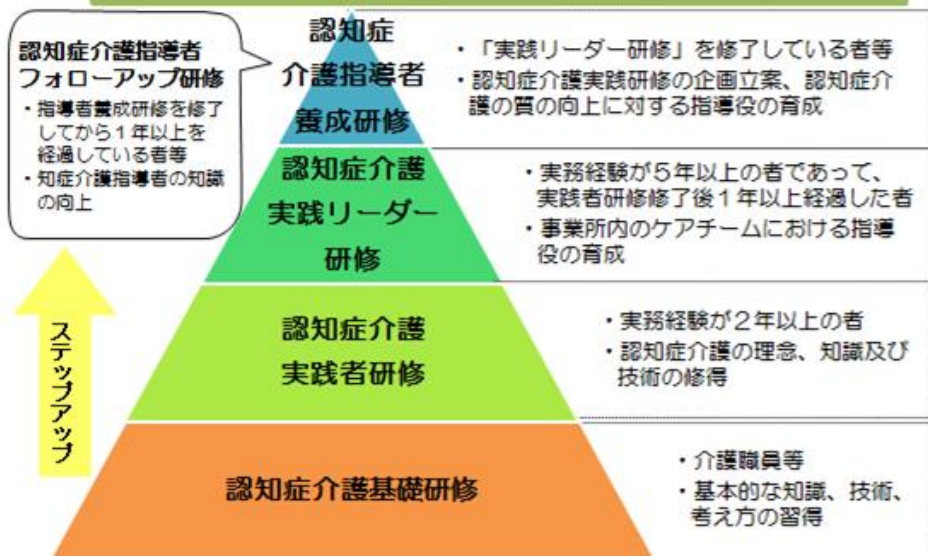 認知症介護指導者
フォローアップ研修
・指導者養成研修を修了
してから1年以上を
経過している者等
・知症介護指導者の知識
の向上
認知症
介護指導者
養成研修
・「実践リーダー研修」を修了している者等
・認知症介護実践研修の企画立案、認知症介
護の質の向上に対する指導役の育成
認知症介護
実践リーダー
研修
・実務経験が5年以上の者であって、
実践者研修修了後1年以上経過した者
・事業所内のケアチームにおける指導
役の育成
ステップアップ
認知症介護
実践者研修
・実務経験が2年以上の者
・認知症介護の理念、知識及び
技術の修得
認知症介護基礎研修
・介護職員等
・基本的な知識、技術、
考え方の習得